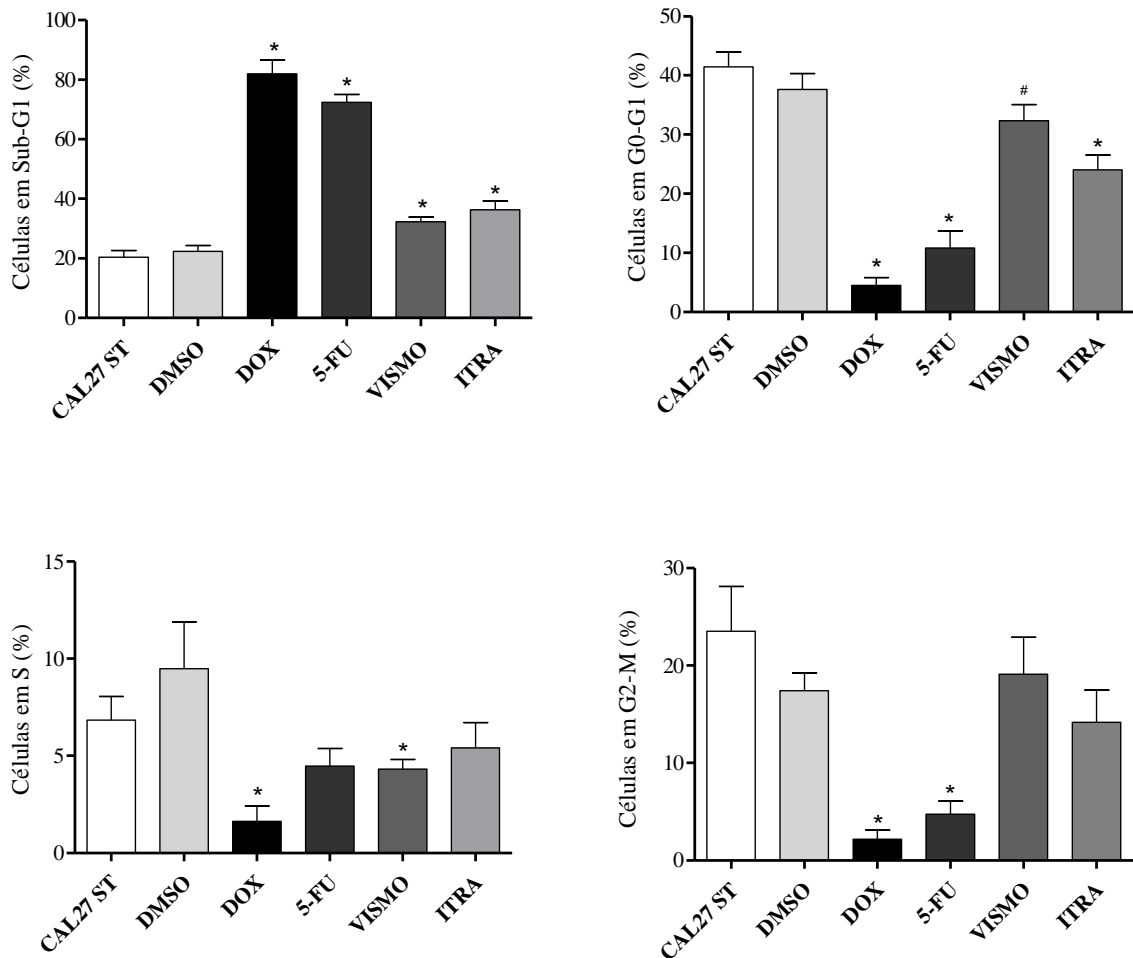 Células em Sub-G1 (%)
100
80
60
40
20
0
*
*
*
*
CAL27 ST
DMSO
DOX
5-FU
VISMO
ITRA
Células em G0-G1 (%)
50
40
30
20
10
0
*
*
#
*
CAL27 ST
DMSO
DOX
5-FU
VISMO
ITRA
Células em S (%)
15
10
5
0
*
*
CAL27 ST
DMSO
DOX
5-FU
VISMO
ITRA
Células em G2-M (%)
30
20
10
0
*
*
CAL27 ST
DMSO
DOX
5-FU
VISMO
ITRA